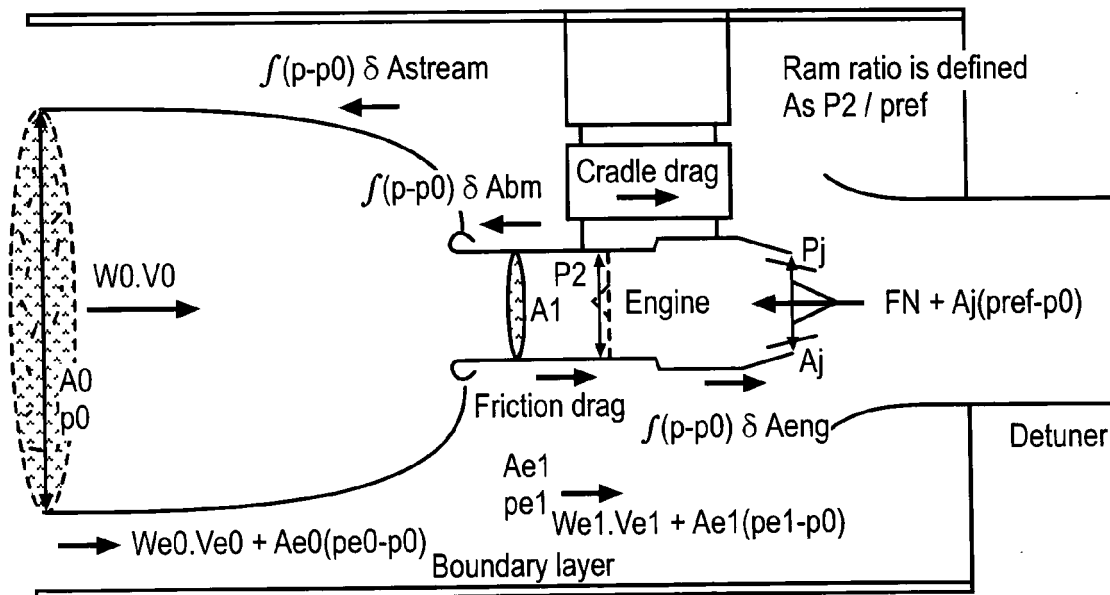 ∫(p-p0) δ Astream
Ram ratio is defined
As P2 / pref
∫(p-p0) δ Abm
Cradle drag
W0.V0
A0
p0
A1
P2
Engine
Pj
Aj
FN + Aj(pref-p0)
Friction drag
∫(p-p0) δ Aeng
Detuner
Ae1
pe1
We1.Ve1 + Ae1(pe1-p0)
We0.Ve0 + Ae0(pe0-p0)
Boundary layer